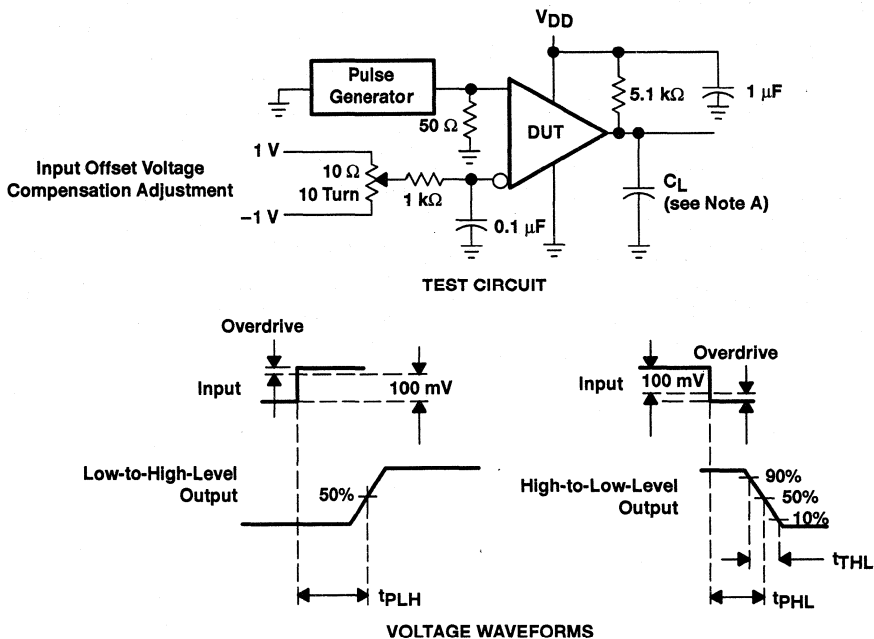 VDD
Pulse
Generator
5.1 kΩ
1 µF
50 Ω
DUT
1 V
Input Offset Voltage
Compensation Adjustment
10 Ω
10 Turn
1 kΩ
CL
(see Note A)
–1 V
0.1 µF
TEST CIRCUIT
Overdrive
Input
100 mV
Overdrive
Input
100 mV
Low-to-High-Level
Output
50%
High-to-Low-Level
Output
90%
50%
10%
tTHL
tPLH
tPHL
VOLTAGE WAVEFORMS